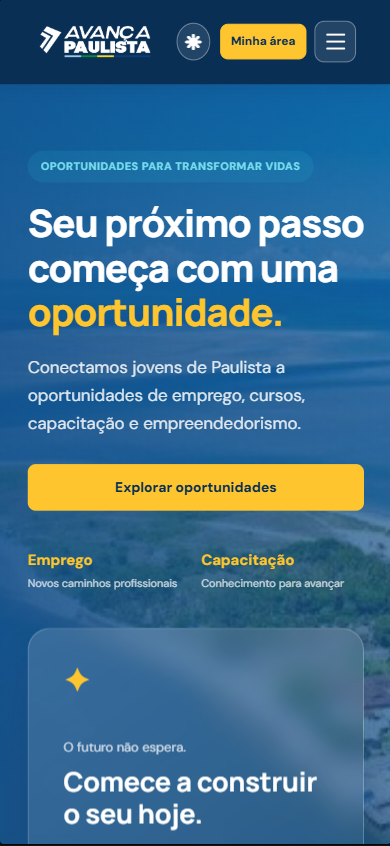 AVANÇA
PAULISTA
Minha área
OPORTUNIDADES PARA TRANSFORMAR VIDAS
Seu próximo passo
começa com uma
oportunidade.
Conectamos jovens de Paulista a
oportunidades de emprego, cursos,
capacitação e empreendedorismo.
Explorar oportunidades
Emprego
Novos caminhos profissionais
Capacitação
Conhecimento para avançar
O futuro não espera.
Comece a construir
o seu hoje.